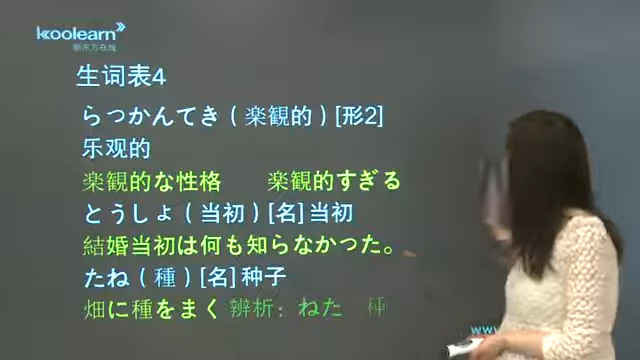 koolearn
新东方在线
生词表4
らっかんてき(楽観的)[形2]
乐观的
楽観的な性格 楽観的すぎる
とうしょ(当初)[名]当初
結婚当初は何も知らなかった。
たね(種)[名]种子
畑に種をまく 辨析：ねた
www